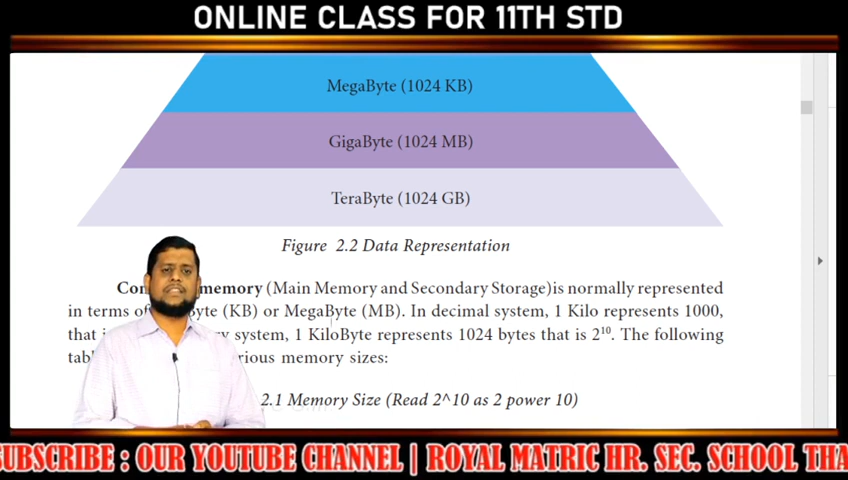 ONLINE CLASS FOR 11TH STD
MegaByte (1024 KB)
GigaByte (1024 MB)
TeraByte (1024 GB)
Figure 2.2 Data Representation
memory (Main Memory and Secondary Storage)is normally represented
in terms of Byte (KB) or MegaByte (MB). In decimal system, 1 Kilo represents 1000,
that system, 1 KiloByte represents 1024 bytes that is 2¹⁰. The following
memory sizes:
2.1 Memory Size (Read 2^10 as 2 power 10)
SUBSCRIBE : OUR YOUTUBE CHANNEL | ROYAL MATRIC HR. SEC. SCHOOL